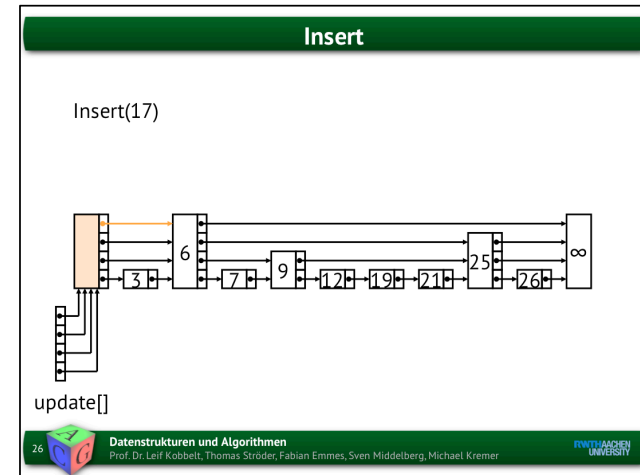 Insert
Insert(17)
3 6 7 9 12 19 21 25 26 ∞
update[]
26
A C G
Datenstrukturen und Algorithmen
Prof. Dr. Leif Kobbelt, Thomas Ströder, Fabian Emmes, Sven Middelberg, Michael Kremer
RWTHAACHEN
UNIVERSITY